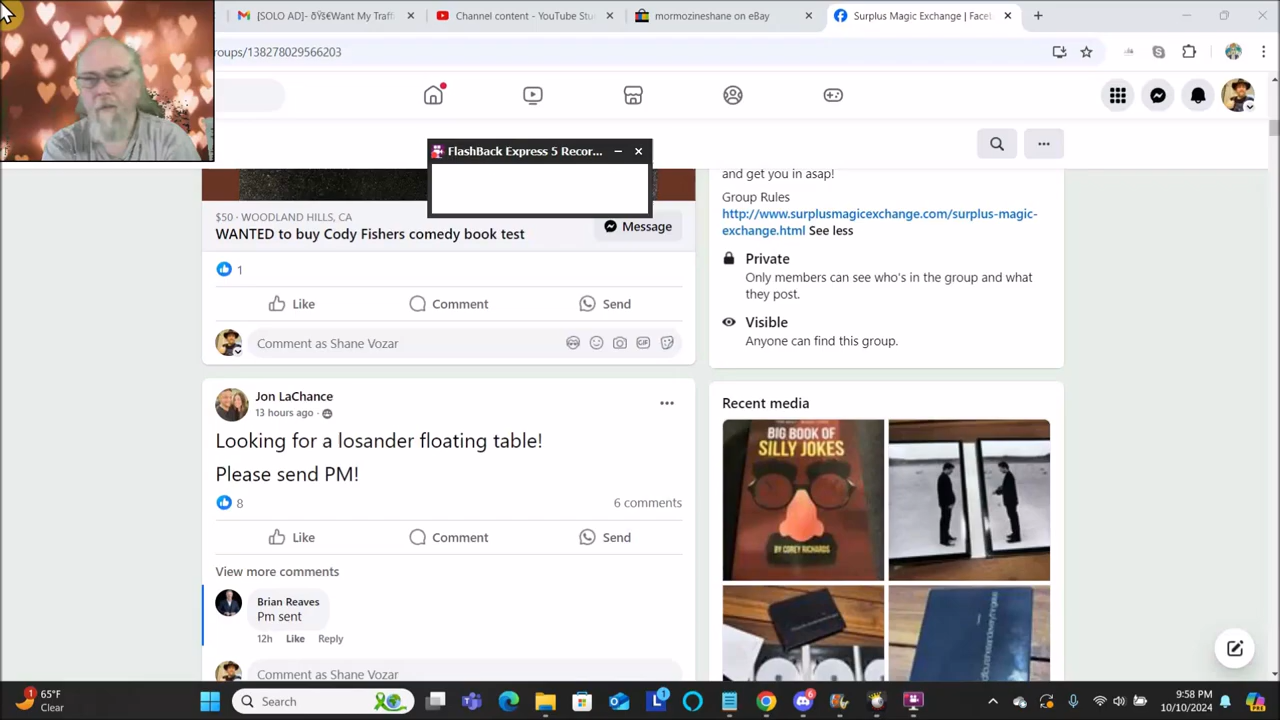 [SOLO AD]- ðŸš€Want My Traffi
Channel content - YouTube Stu
mormozineshane on eBay
Surplus Magic Exchange | Faceb
oups/138278029566203
FlashBack Express 5 Recor...
and get you in asap!
Group Rules
http://www.surplusmagicexchange.com/surplus-magic-
exchange.html See less
$50 · WOODLAND HILLS, CA
WANTED to buy Cody Fishers comedy book test
Message
1
Like
Comment
Send
Comment as Shane Vozar
Private
Only members can see who's in the group and what
they post.
Visible
Anyone can find this group.
Jon LaChance
13 hours ago
Looking for a losander floating table!
Please send PM!
8
6 comments
Like
Comment
Send
View more comments
Brian Reaves
Pm sent
12h Like Reply
Comment as Shane Vozar
Recent media
BIG BOOK OF
SILLY JOKES
BY COREY RICHARDS
1
65°F
Clear
Search
1
6
9:58 PM
10/10/2024